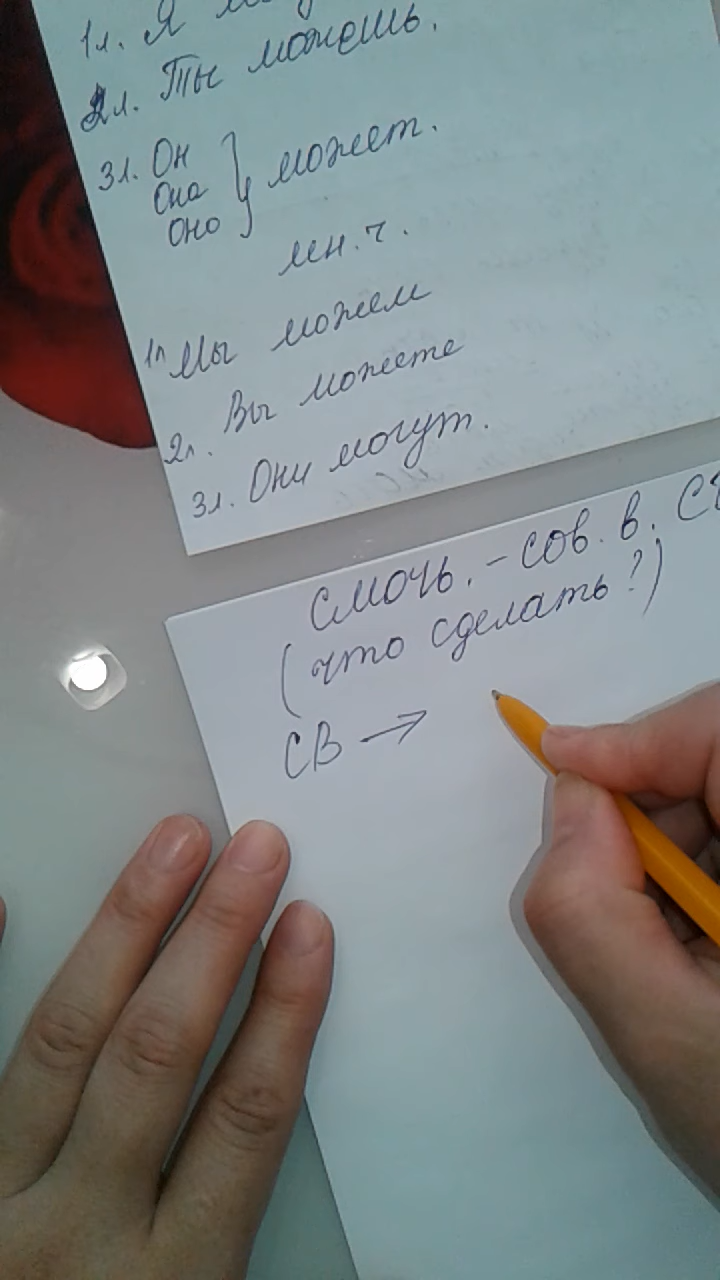 1л. Я
2л. Ты можешь.
3л. Он
Она
Оно
может.
мн. ч.
1л Мы можем
2л. Вы можете
3л. Они могут.
смочь. - сов. в.
(что сделать?)
СВ →